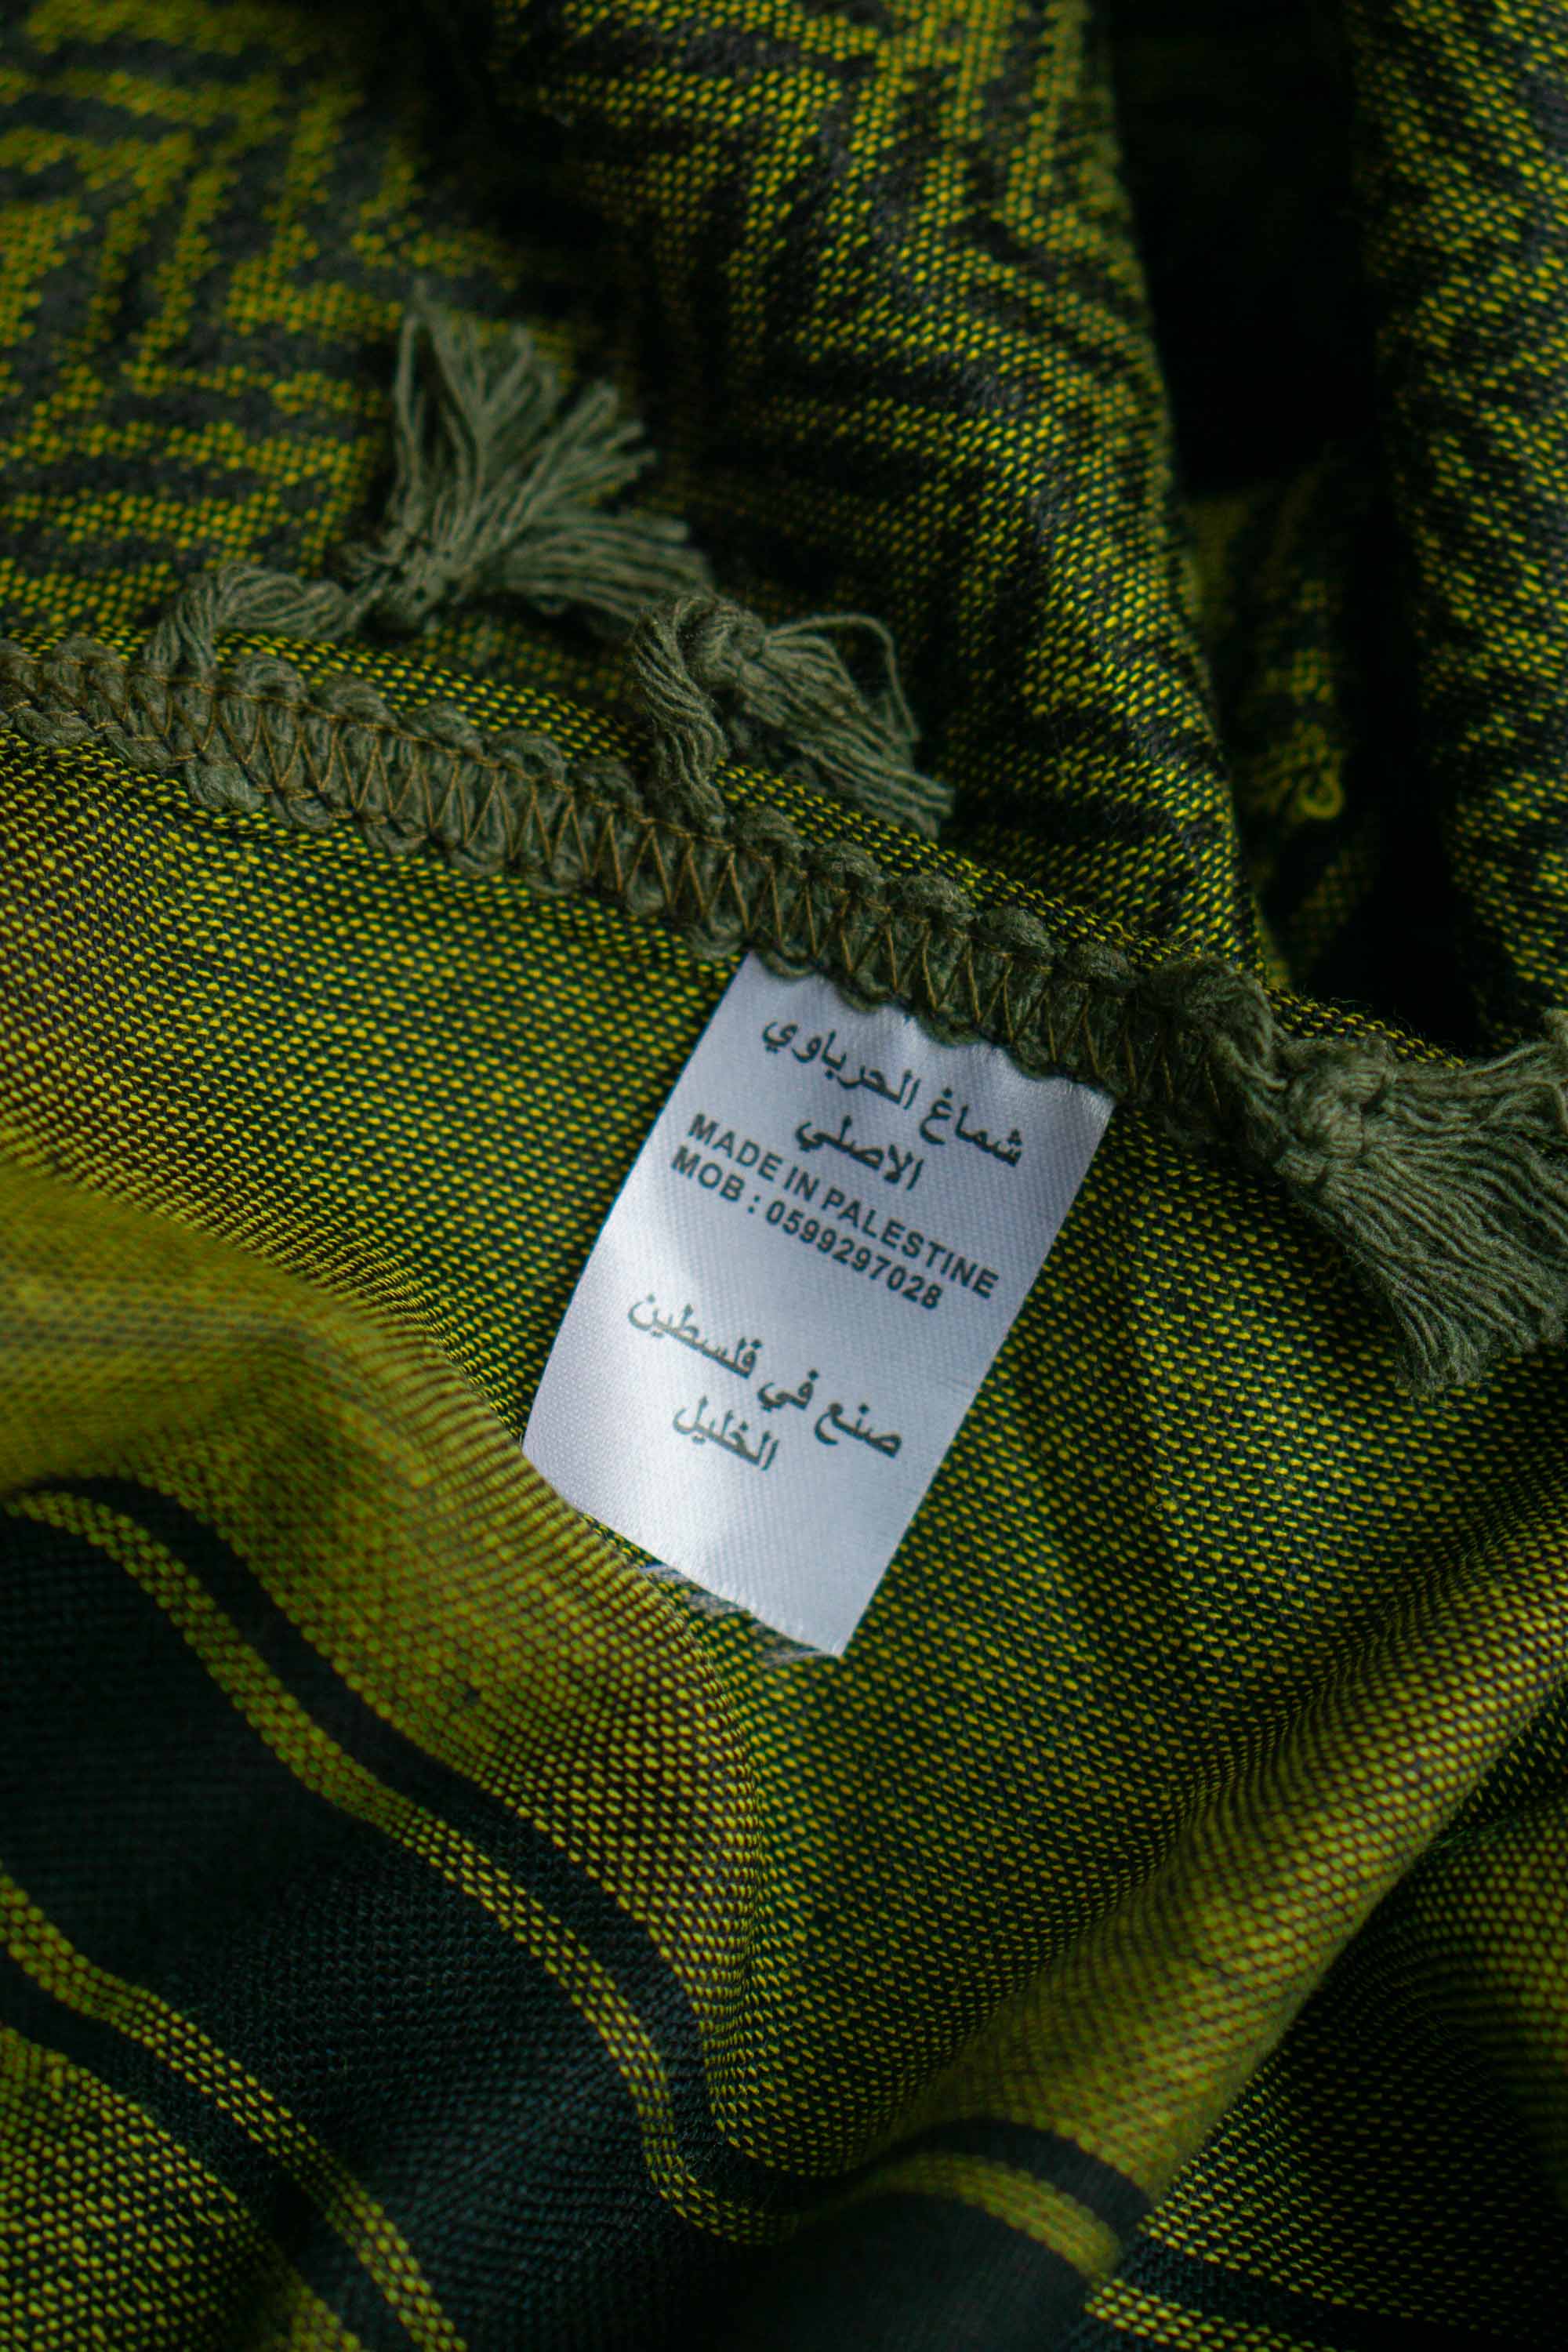 شماغ الحرباوي
الاصلي
MADE IN PALESTINE
MOB : 0599297028
صنع في فلسطين
الخليل